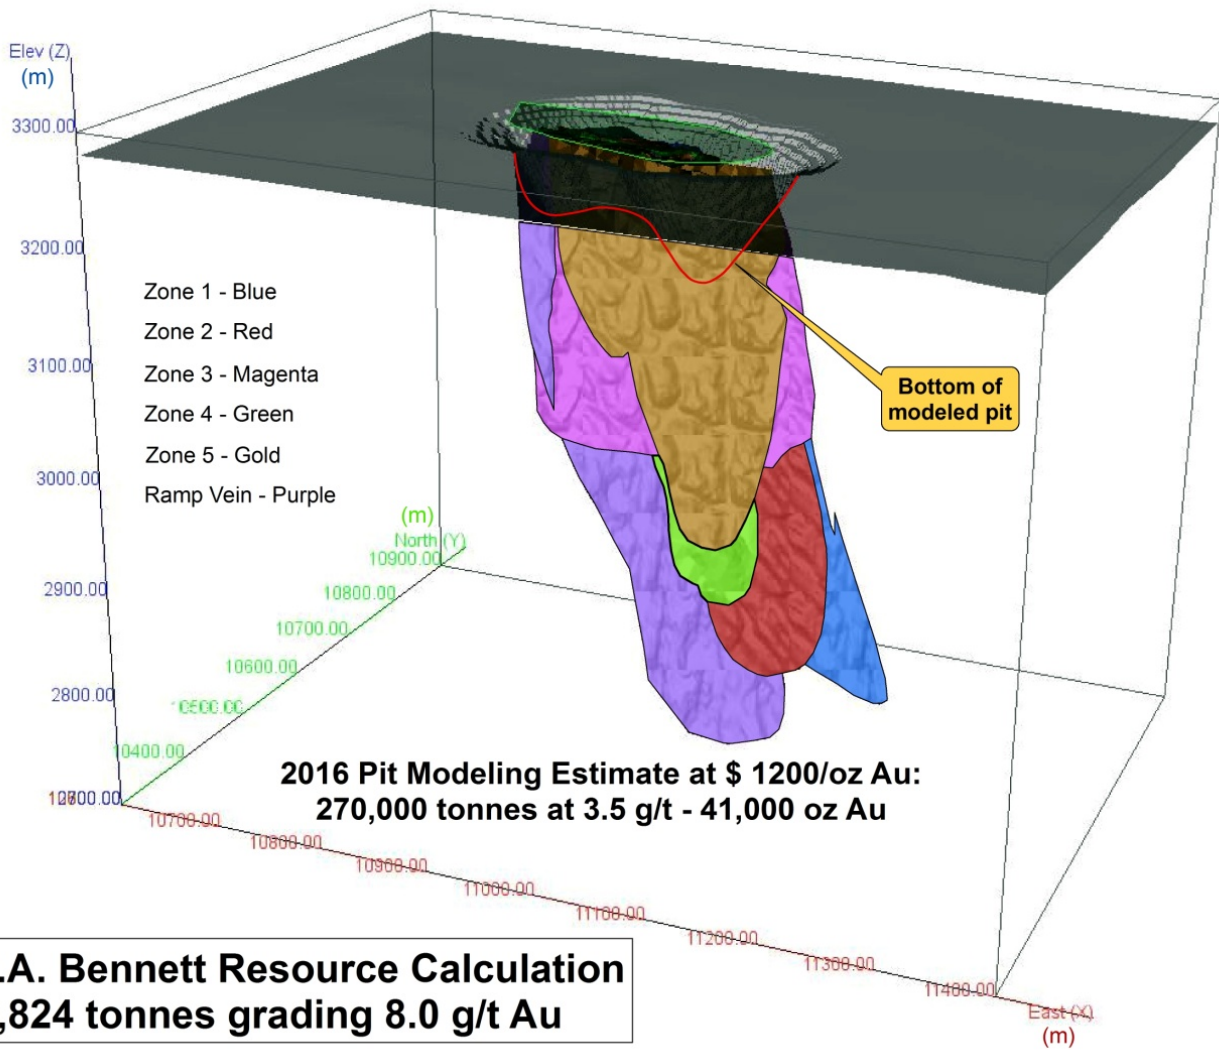 Elev (Z)
(m)
3300.00
3200.00
3100.00
3000.00
2900.00
2800.00
Zone 1 - Blue
Zone 2 - Red
Zone 3 - Magenta
Zone 4 - Green
Zone 5 - Gold
Ramp Vein - Purple
Bottom of
modeled pit
(m)
North (Y)
10900.00
10800.00
10700.00
10600.00
10500.00
10400.00
2016 Pit Modeling Estimate at $ 1200/oz Au:
270,000 tonnes at 3.5 g/t - 41,000 oz Au
10700.00
10800.00
10900.00
11000.00
11100.00
11200.00
11300.00
11400.00
East (X)
(m)
.A. Bennett Resource Calculation
,824 tonnes grading 8.0 g/t Au